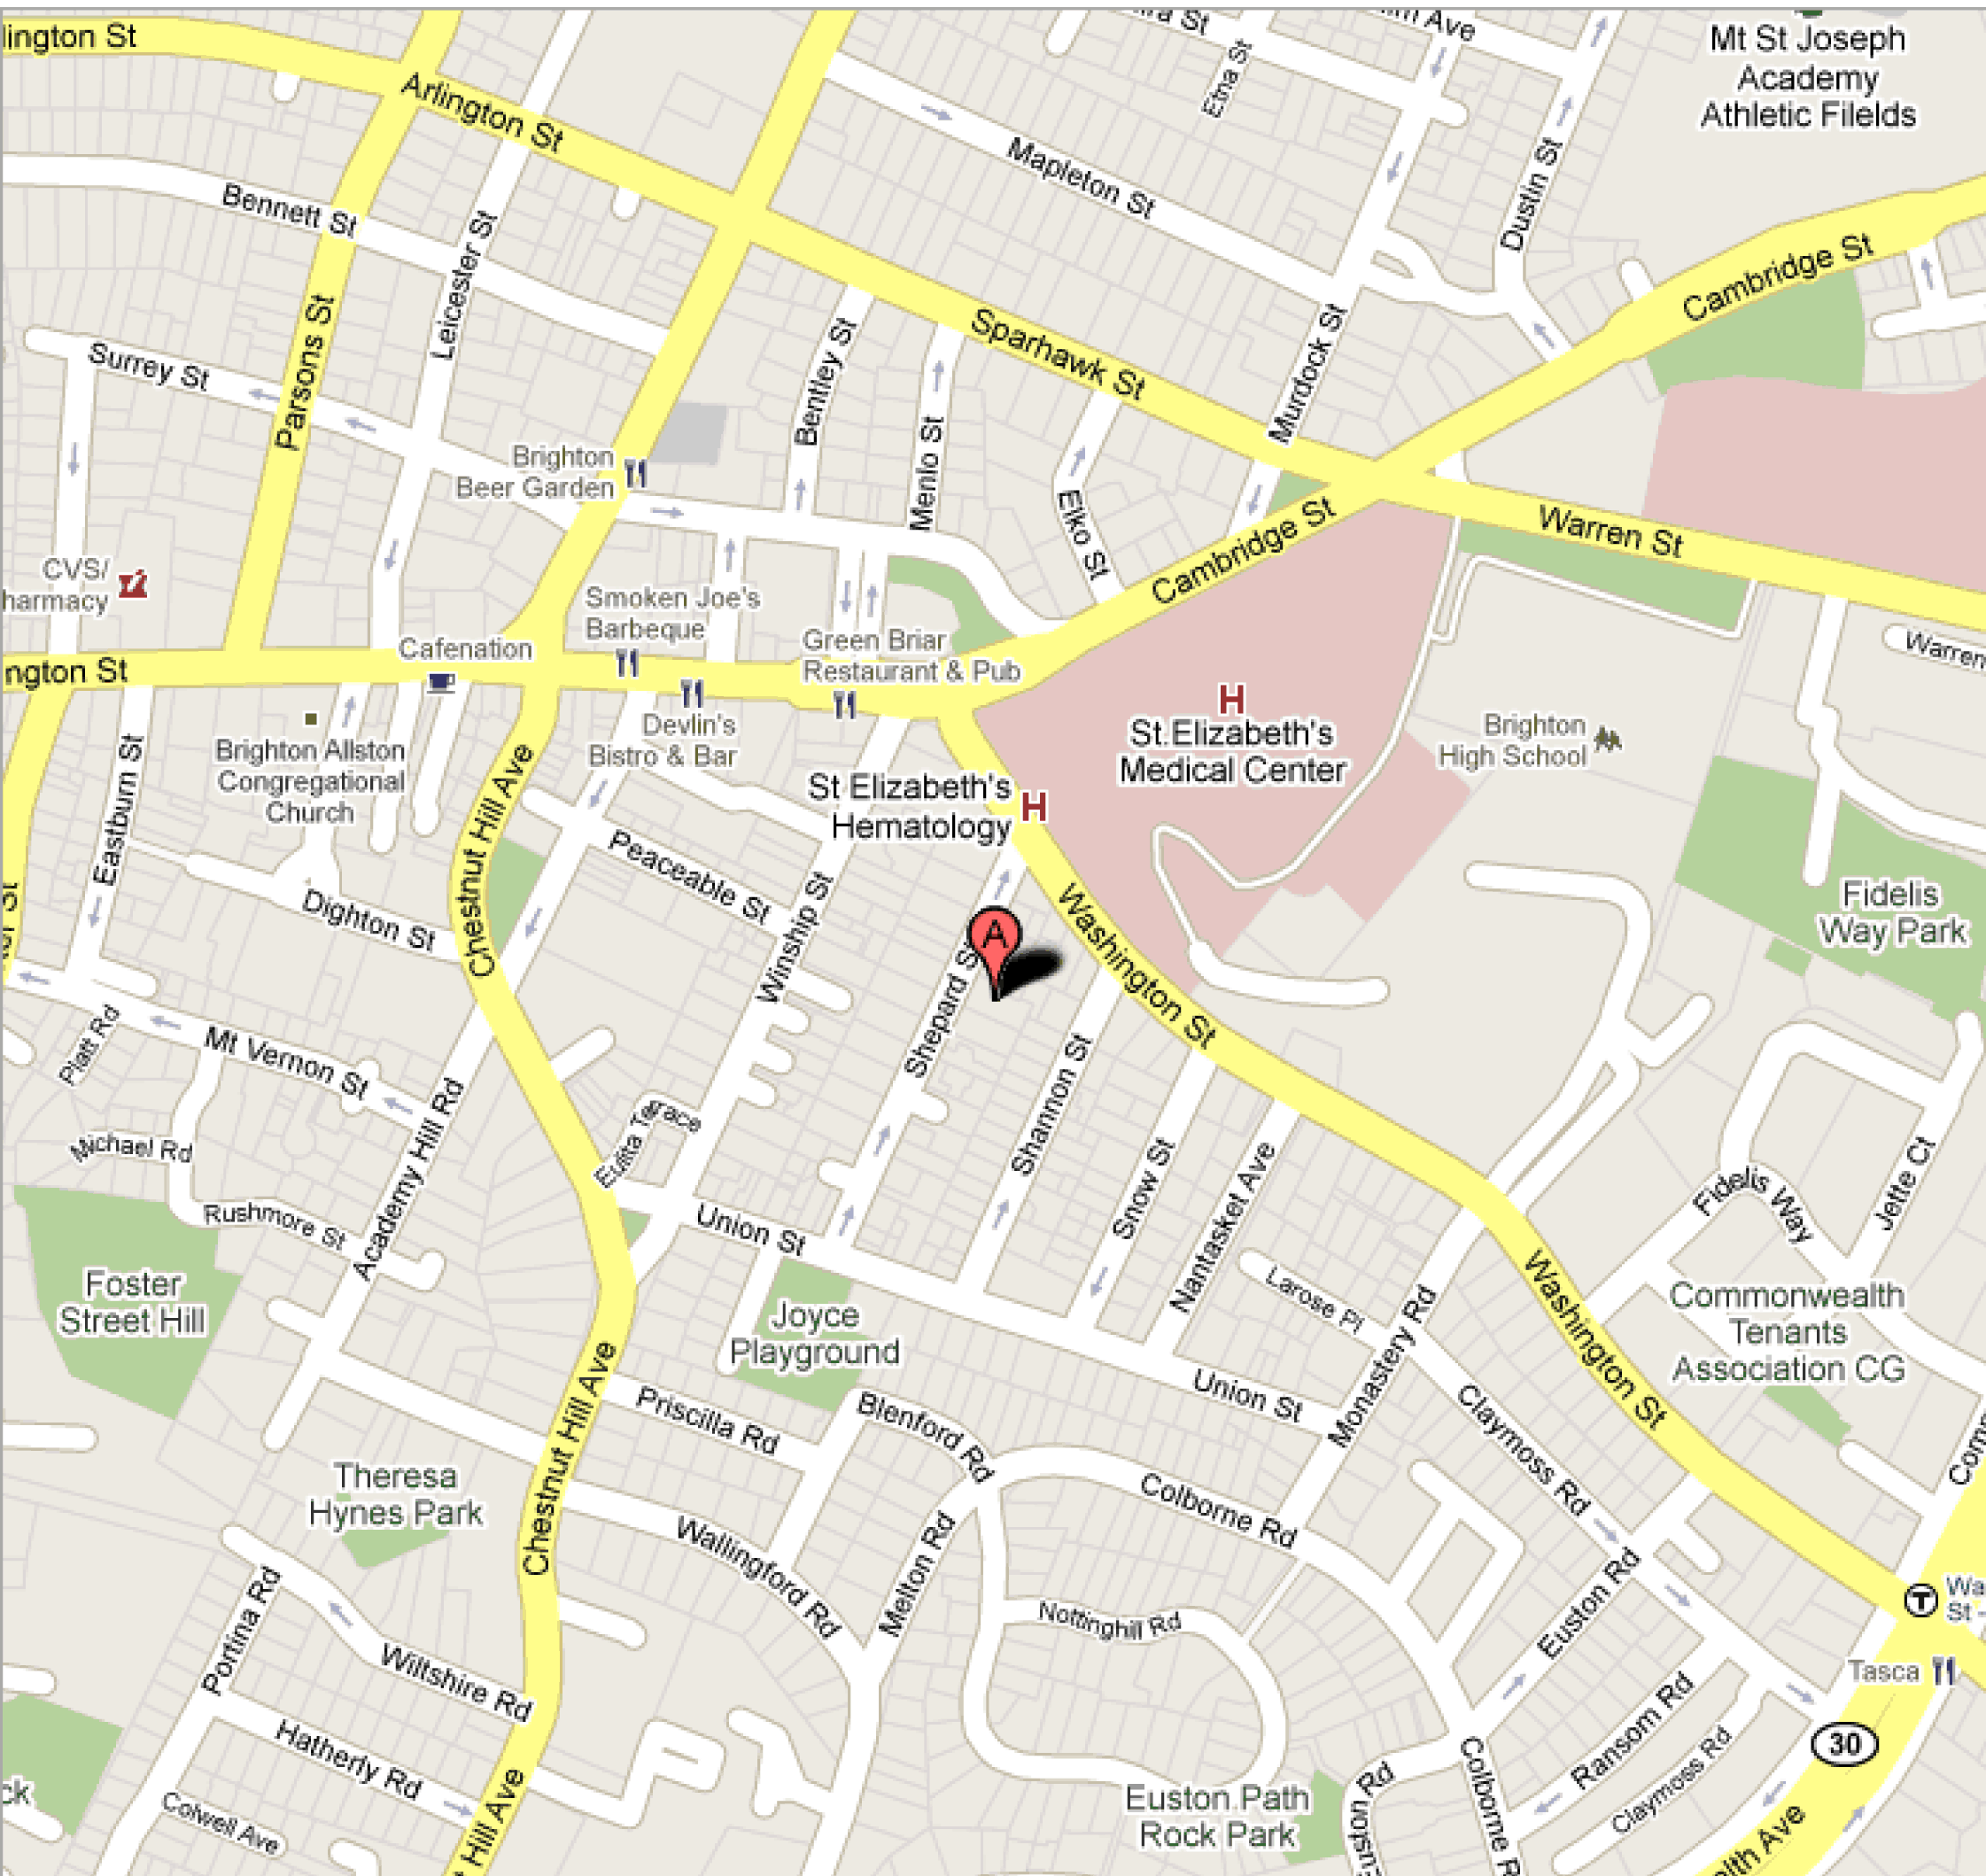 lington St
Arlington St
Mapleton St
Etna St
Dustin St
Mt St Joseph
Academy
Athletic Filelds
Bennett St
Leicester St
Parsons St
Surrey St
Bentley St
Menlo St
Sparhawk St
Murdock St
Cambridge St
Brighton
Beer Garden
Elko St
Cambridge St
Warren St
CVS/
harmacy
Smoken Joe's
Barbeque
Cafenation
Green Briar
Restaurant & Pub
Warren
ngton St
H
St.Elizabeth's
Medical Center
Brighton
High School
Devlin's
Bistro & Bar
Brighton Allston
Congregational
Church
Eastburn St
Chestnut Hill Ave
St Elizabeth's
Hematology
H
Peaceable St
Winship St
Dighton St
A
Washington St
Fidelis
Way Park
Shepard St
Shannon St
Piatt Rd
Mt Vernon St
Michael Rd
Academy Hill Rd
Eulita Terrace
Rushmore St
Union St
Snow St
Nantasket Ave
Fidelis Way
Jette Ct
Foster
Street Hill
Joyce
Playground
Larose Pl
Monastery Rd
Washington St
Commonwealth
Tenants
Association CG
Chestnut Hill Ave
Priscilla Rd
Blenford Rd
Union St
Claymoss Rd
Com
Theresa
Hynes Park
Wallingford Rd
Melton Rd
Colborne Rd
Nottinghill Rd
Euston Rd
T
Wa
St -
Portina Rd
Wiltshire Rd
Tasca
Hatherly Rd
Ransom Rd
30
Colwell Ave
ck
Hill Ave
Euston Path
Rock Park
uston Rd
Colborne R
Claymoss Rd
lth Ave